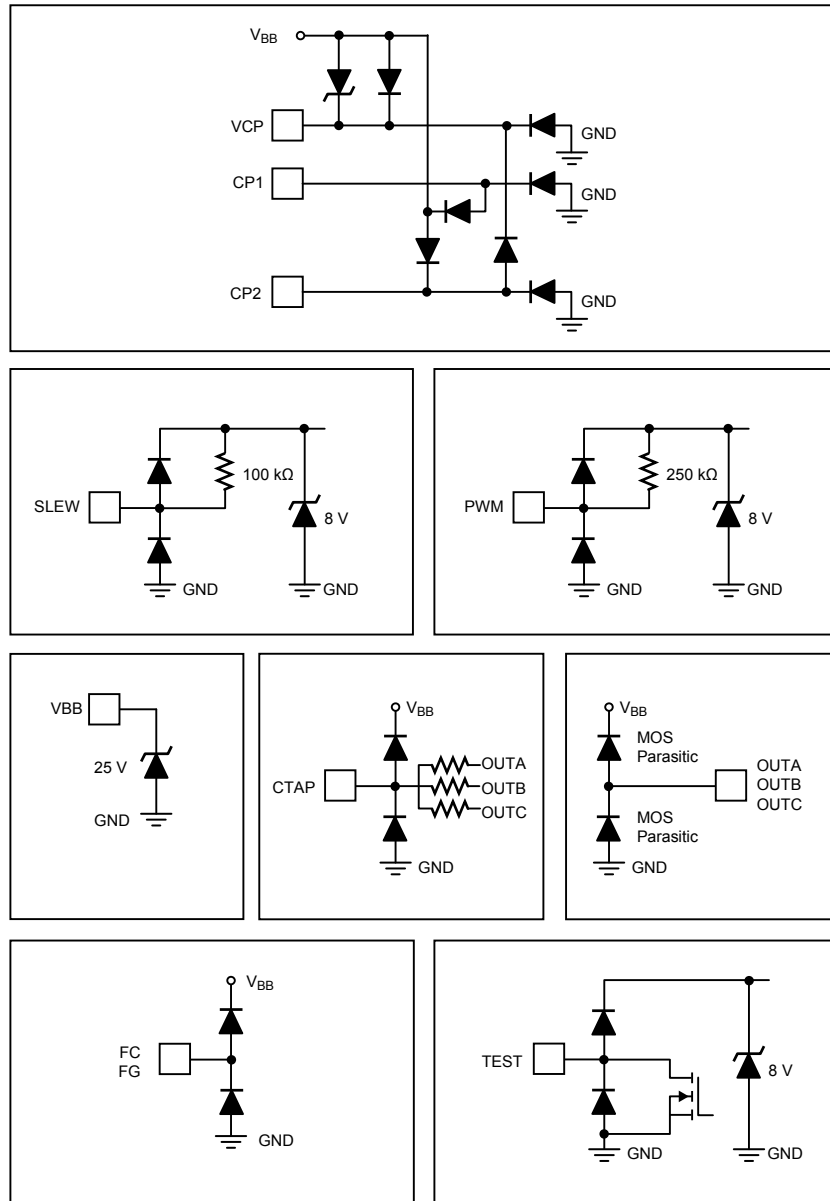 VBB
VCP
GND
CP1
GND
CP2
GND
SLEW
100 kΩ
8 V
GND
GND
PWM
250 kΩ
8 V
GND
GND
VBB
25 V
GND
VBB
CTAP
OUTA
OUTB
OUTC
GND
VBB
MOS
Parasitic
OUTA
OUTB
OUTC
MOS
Parasitic
GND
VBB
FC
FG
GND
TEST
8 V
GND
GND